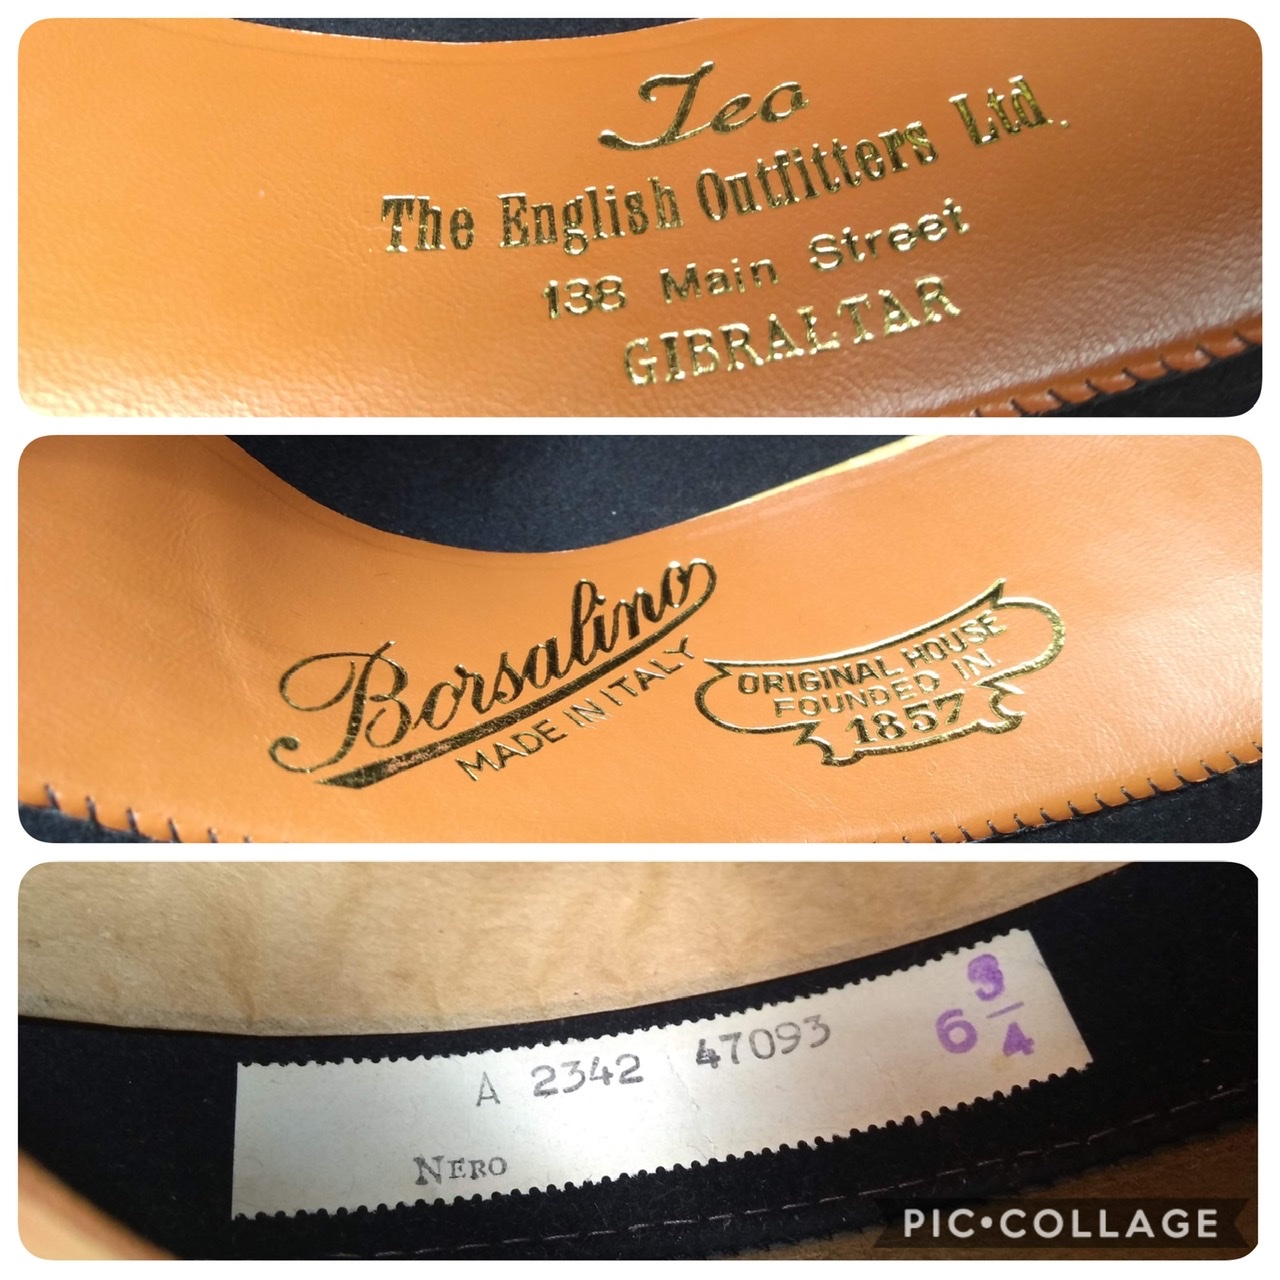 Teo
The English Outfitters Ltd.
138 Main Street
GIBRALTAR
Borsalino
MADE IN ITALY
ORIGINAL HOUSE
FOUNDED IN
1857
A 2342 47093
6 3/4
NERO
PIC•COLLAGE